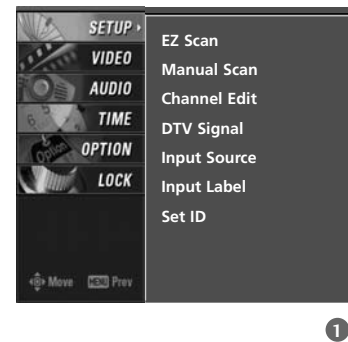 SETUP
VIDEO
AUDIO
TIME
OPTION
LOCK
Move MENU Prev
EZ Scan
Manual Scan
Channel Edit
DTV Signal
Input Source
Input Label
Set ID
1